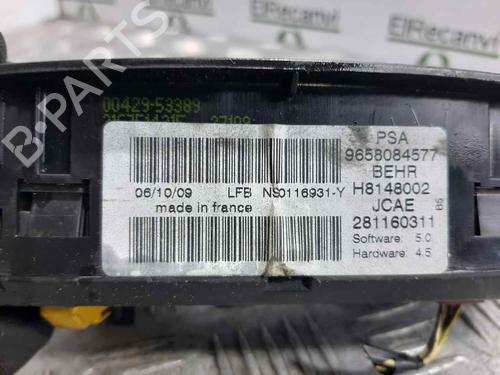 ElRecanvi
ElRecanvi
00429-53389
PSA
9658084577
BEHR
H8148002
06/10/09 LFB NS0116931-Y
made in france
JCAE
B5
281160311
Software: 5.0
Hardware: 4.5